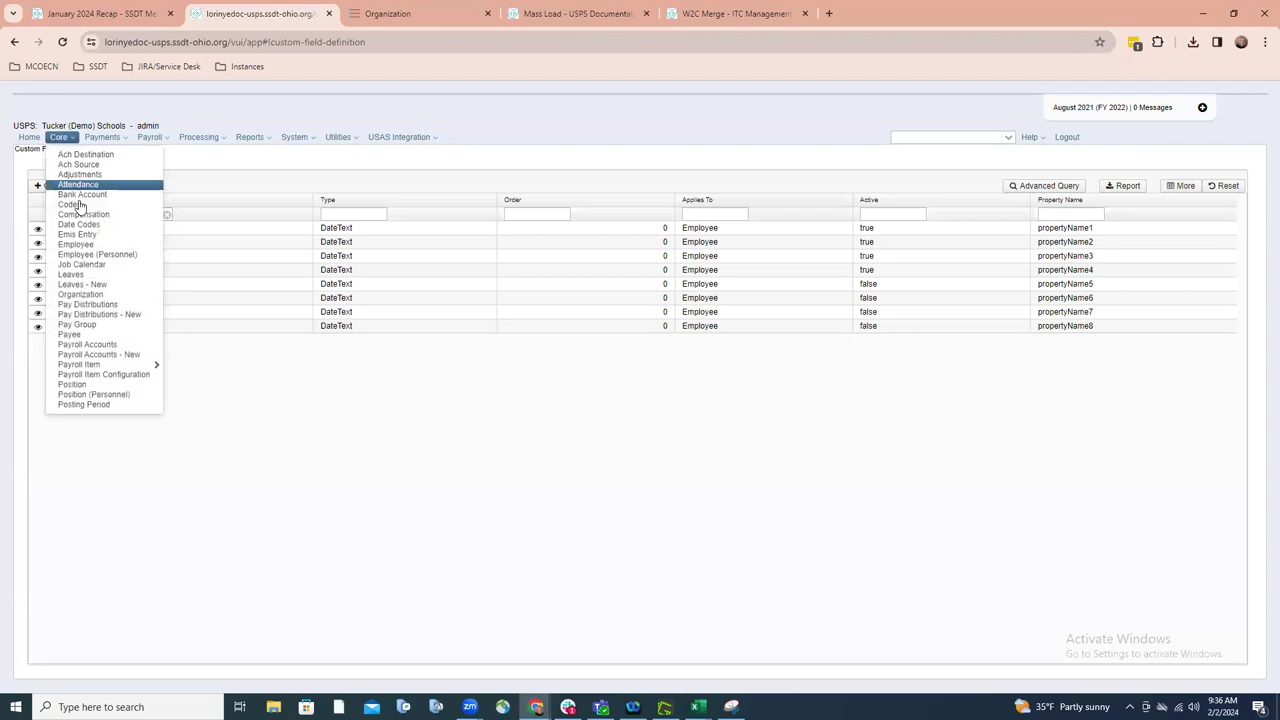 January 2024 Recap - SSDT Me
lorinyedoc-usps.ssdt-ohio.org/
Organization
Mass Load - USPS Documentat
W2C Merge - ITC Management
lorinyedoc-usps.ssdt-ohio.org/vui/app#!custom-field-definition
MCOECN
SSDT
JIRA/Service Desk
Instances
August 2021 (FY 2022) | 0 Messages
USPS: Tucker (Demo) Schools - admin
Home Core Payments Payroll Processing Reports System Utilities USAS Integration Help Logout
Custom F
Advanced Query Report More Reset
Type Order Applies To Active Property Name
DateText 0 Employee true propertyName1
DateText 0 Employee true propertyName2
DateText 0 Employee true propertyName3
DateText 0 Employee true propertyName4
DateText 0 Employee false propertyName5
DateText 0 Employee false propertyName6
DateText 0 Employee false propertyName7
DateText 0 Employee false propertyName8
Ach Destination
Ach Source
Adjustments
Attendance
Bank Account
Codes
Compensation
Date Codes
Emis Entry
Employee
Employee (Personnel)
Job Calendar
Leaves
Leaves - New
Organization
Pay Distributions
Pay Distributions - New
Pay Group
Payee
Payroll Accounts
Payroll Accounts - New
Payroll Item
Payroll Item Configuration
Position
Position (Personnel)
Posting Period
Activate Windows
Go to Settings to activate Windows.
Type here to search
35°F Partly sunny
9:36 AM
2/2/2024